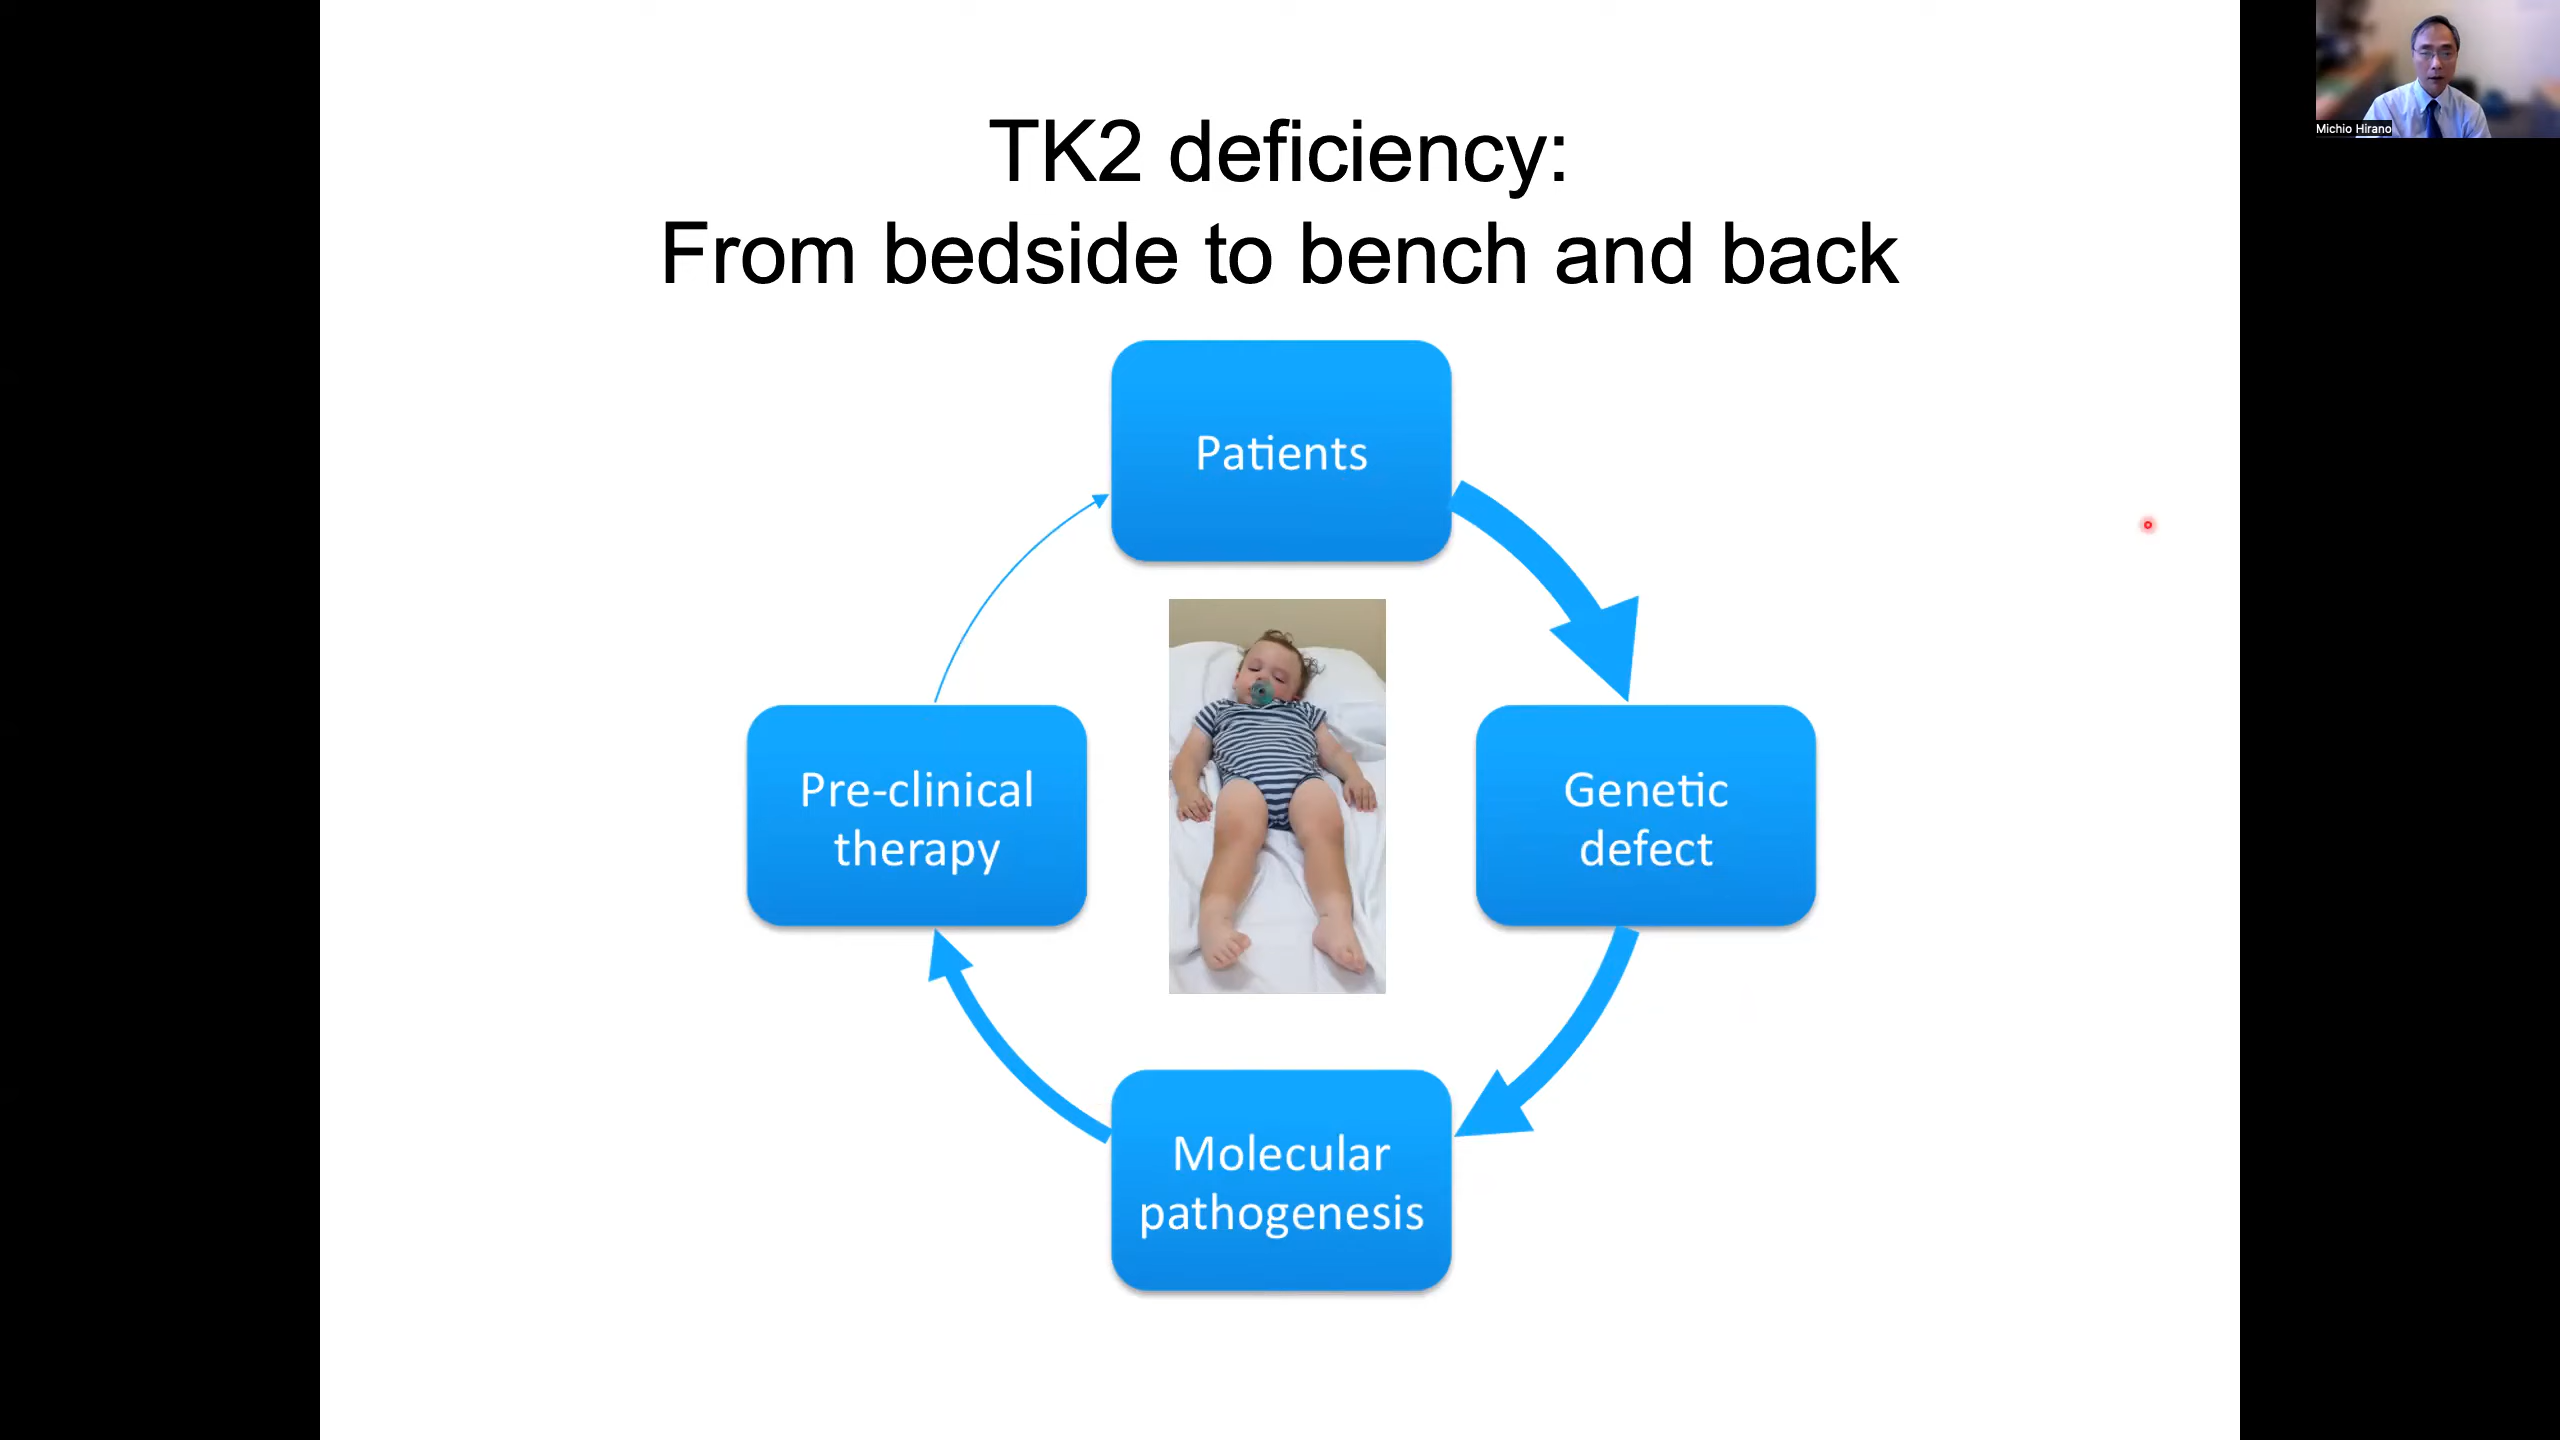 TK2 deficiency:
From bedside to bench and back
Michio Hirano
Patients
Pre-clinical
therapy
Genetic
defect
Molecular
pathogenesis